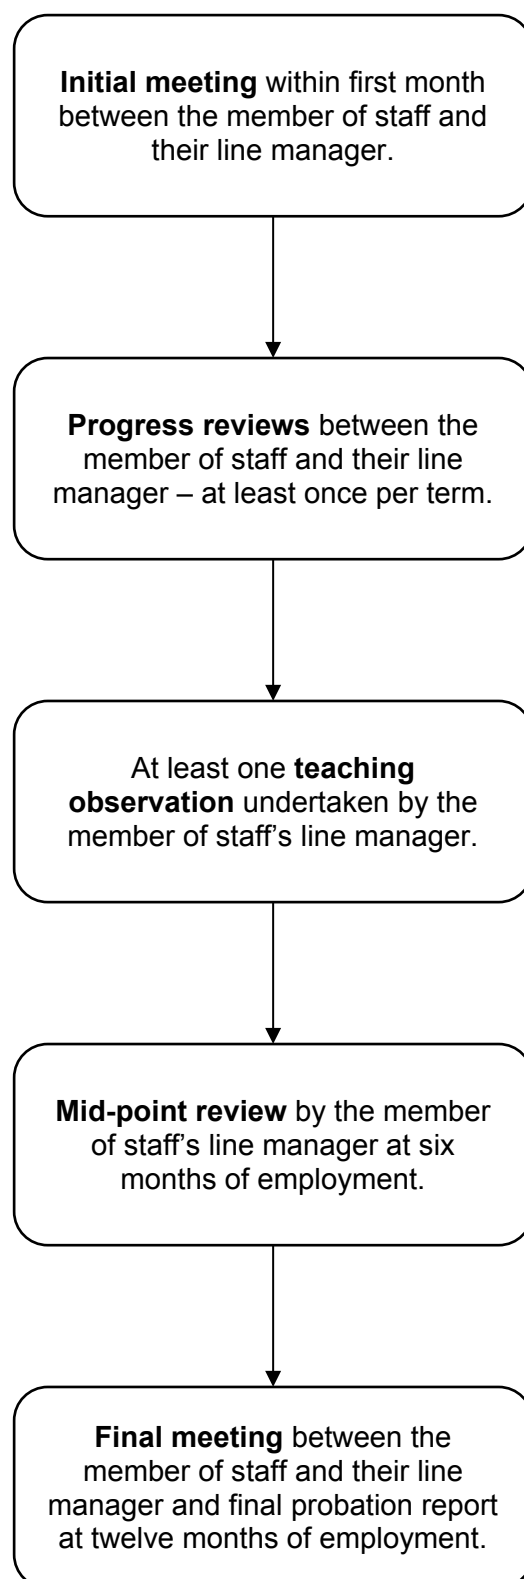 Initial meeting within first month
between the member of staff and
their line manager.
Progress reviews between the
member of staff and their line
manager – at least once per term.
At least one teaching
observation undertaken by the
member of staff’s line manager.
Mid-point review by the member
of staff’s line manager at six
months of employment.
Final meeting between the
member of staff and their line
manager and final probation report
at twelve months of employment.